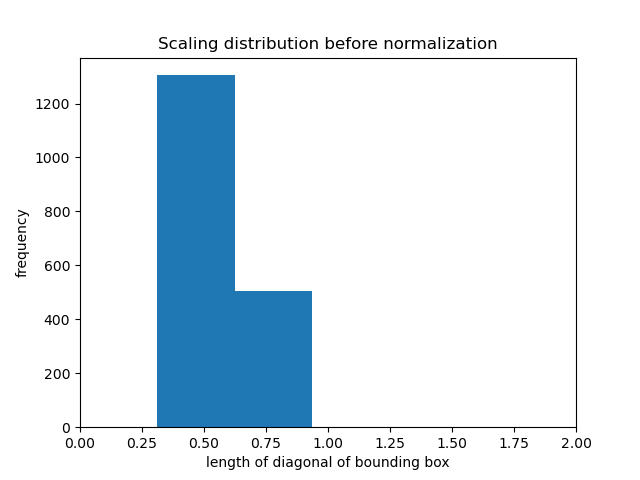 Scaling distribution before normalization
frequency
1200
1000
800
600
400
200
0
0.00 0.25 0.50 0.75 1.00 1.25 1.50 1.75 2.00
length of diagonal of bounding box